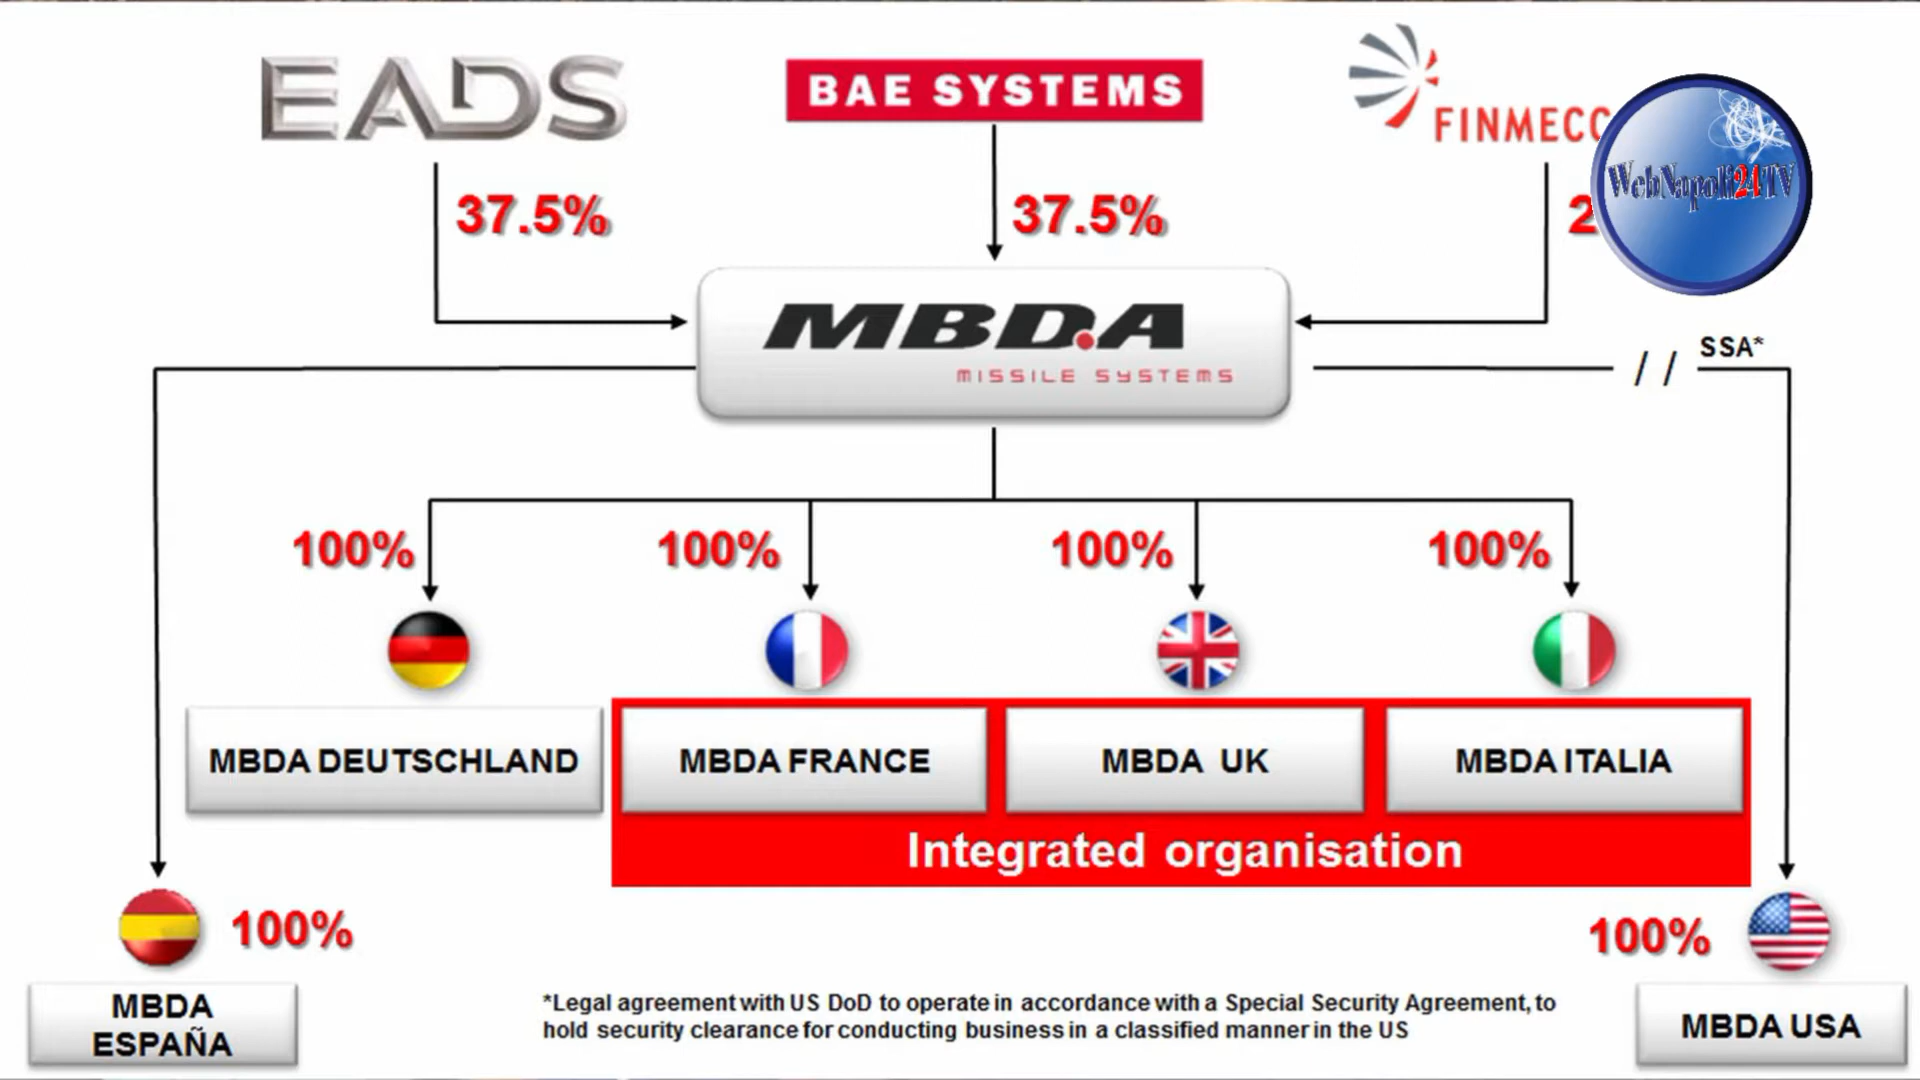 EADS
BAE SYSTEMS
FINMECC
WebNapoli24TV
37.5%
37.5%
2
MBDA
MISSILE SYSTEMS
/ / SSA*
100%
100%
100%
100%
MBDA DEUTSCHLAND
MBDA FRANCE
MBDA UK
MBDA ITALIA
Integrated organisation
100%
100%
MBDA
ESPAÑA
*Legal agreement with US DoD to operate in accordance with a Special Security Agreement, to
hold security clearance for conducting business in a classified manner in the US
MBDA USA